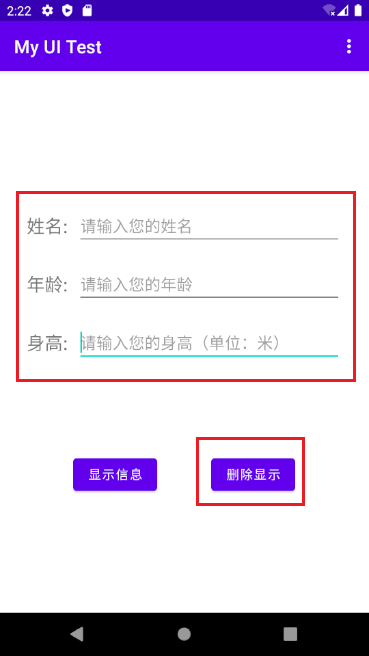 2:22
My UI Test
姓名: 请输入您的姓名
年龄: 请输入您的年龄
身高: 请输入您的身高（单位：米）
显示信息 删除显示